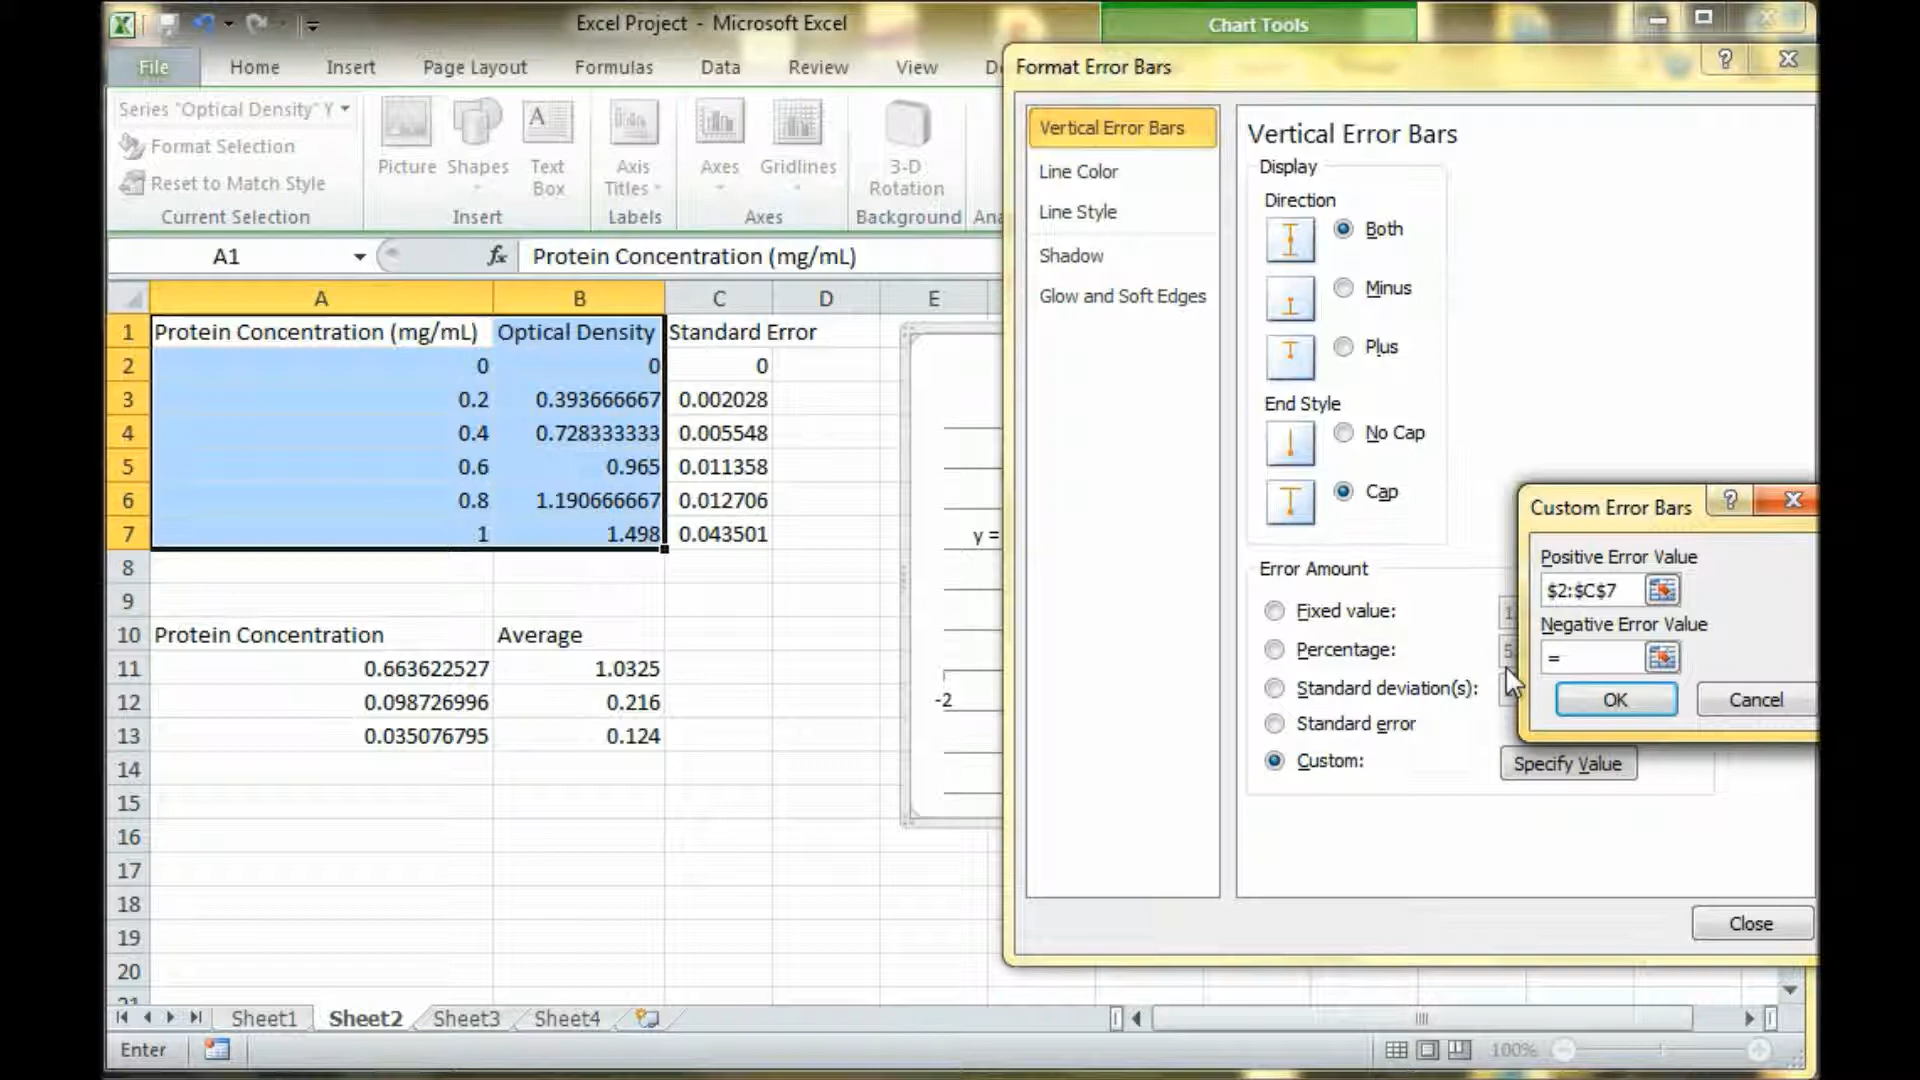 Excel Project - Microsoft Excel
Chart Tools
File Home Insert Page Layout Formulas Data Review View
Series "Optical Density" Y
Format Selection
Reset to Match Style
Current Selection
Picture Shapes Text Box
Insert
Axis Titles
Labels
Axes Gridlines
Axes
3-D Rotation
Background
A1 fx Protein Concentration (mg/mL)
A B C D E
1 Protein Concentration (mg/mL) Optical Density Standard Error
2 0 0 0
3 0.2 0.393666667 0.002028
4 0.4 0.728333333 0.005548
5 0.6 0.965 0.011358
6 0.8 1.190666667 0.012706
7 1 1.498 0.043501
8
9
10 Protein Concentration Average
11 0.663622527 1.0325
12 0.098726996 0.216
13 0.035076795 0.124
14
15
16
17
18
19
20
21
y =
-2
Sheet1 Sheet2 Sheet3 Sheet4
Enter
100%
Format Error Bars
?
Vertical Error Bars
Line Color
Line Style
Shadow
Glow and Soft Edges
Vertical Error Bars
Display
Direction
Both
Minus
Plus
End Style
No Cap
Cap
Error Amount
Fixed value:
Percentage:
Standard deviation(s):
Standard error
Custom:
Specify Value
Close
Custom Error Bars
?
Positive Error Value
$2:$C$7
Negative Error Value
=
OK Cancel